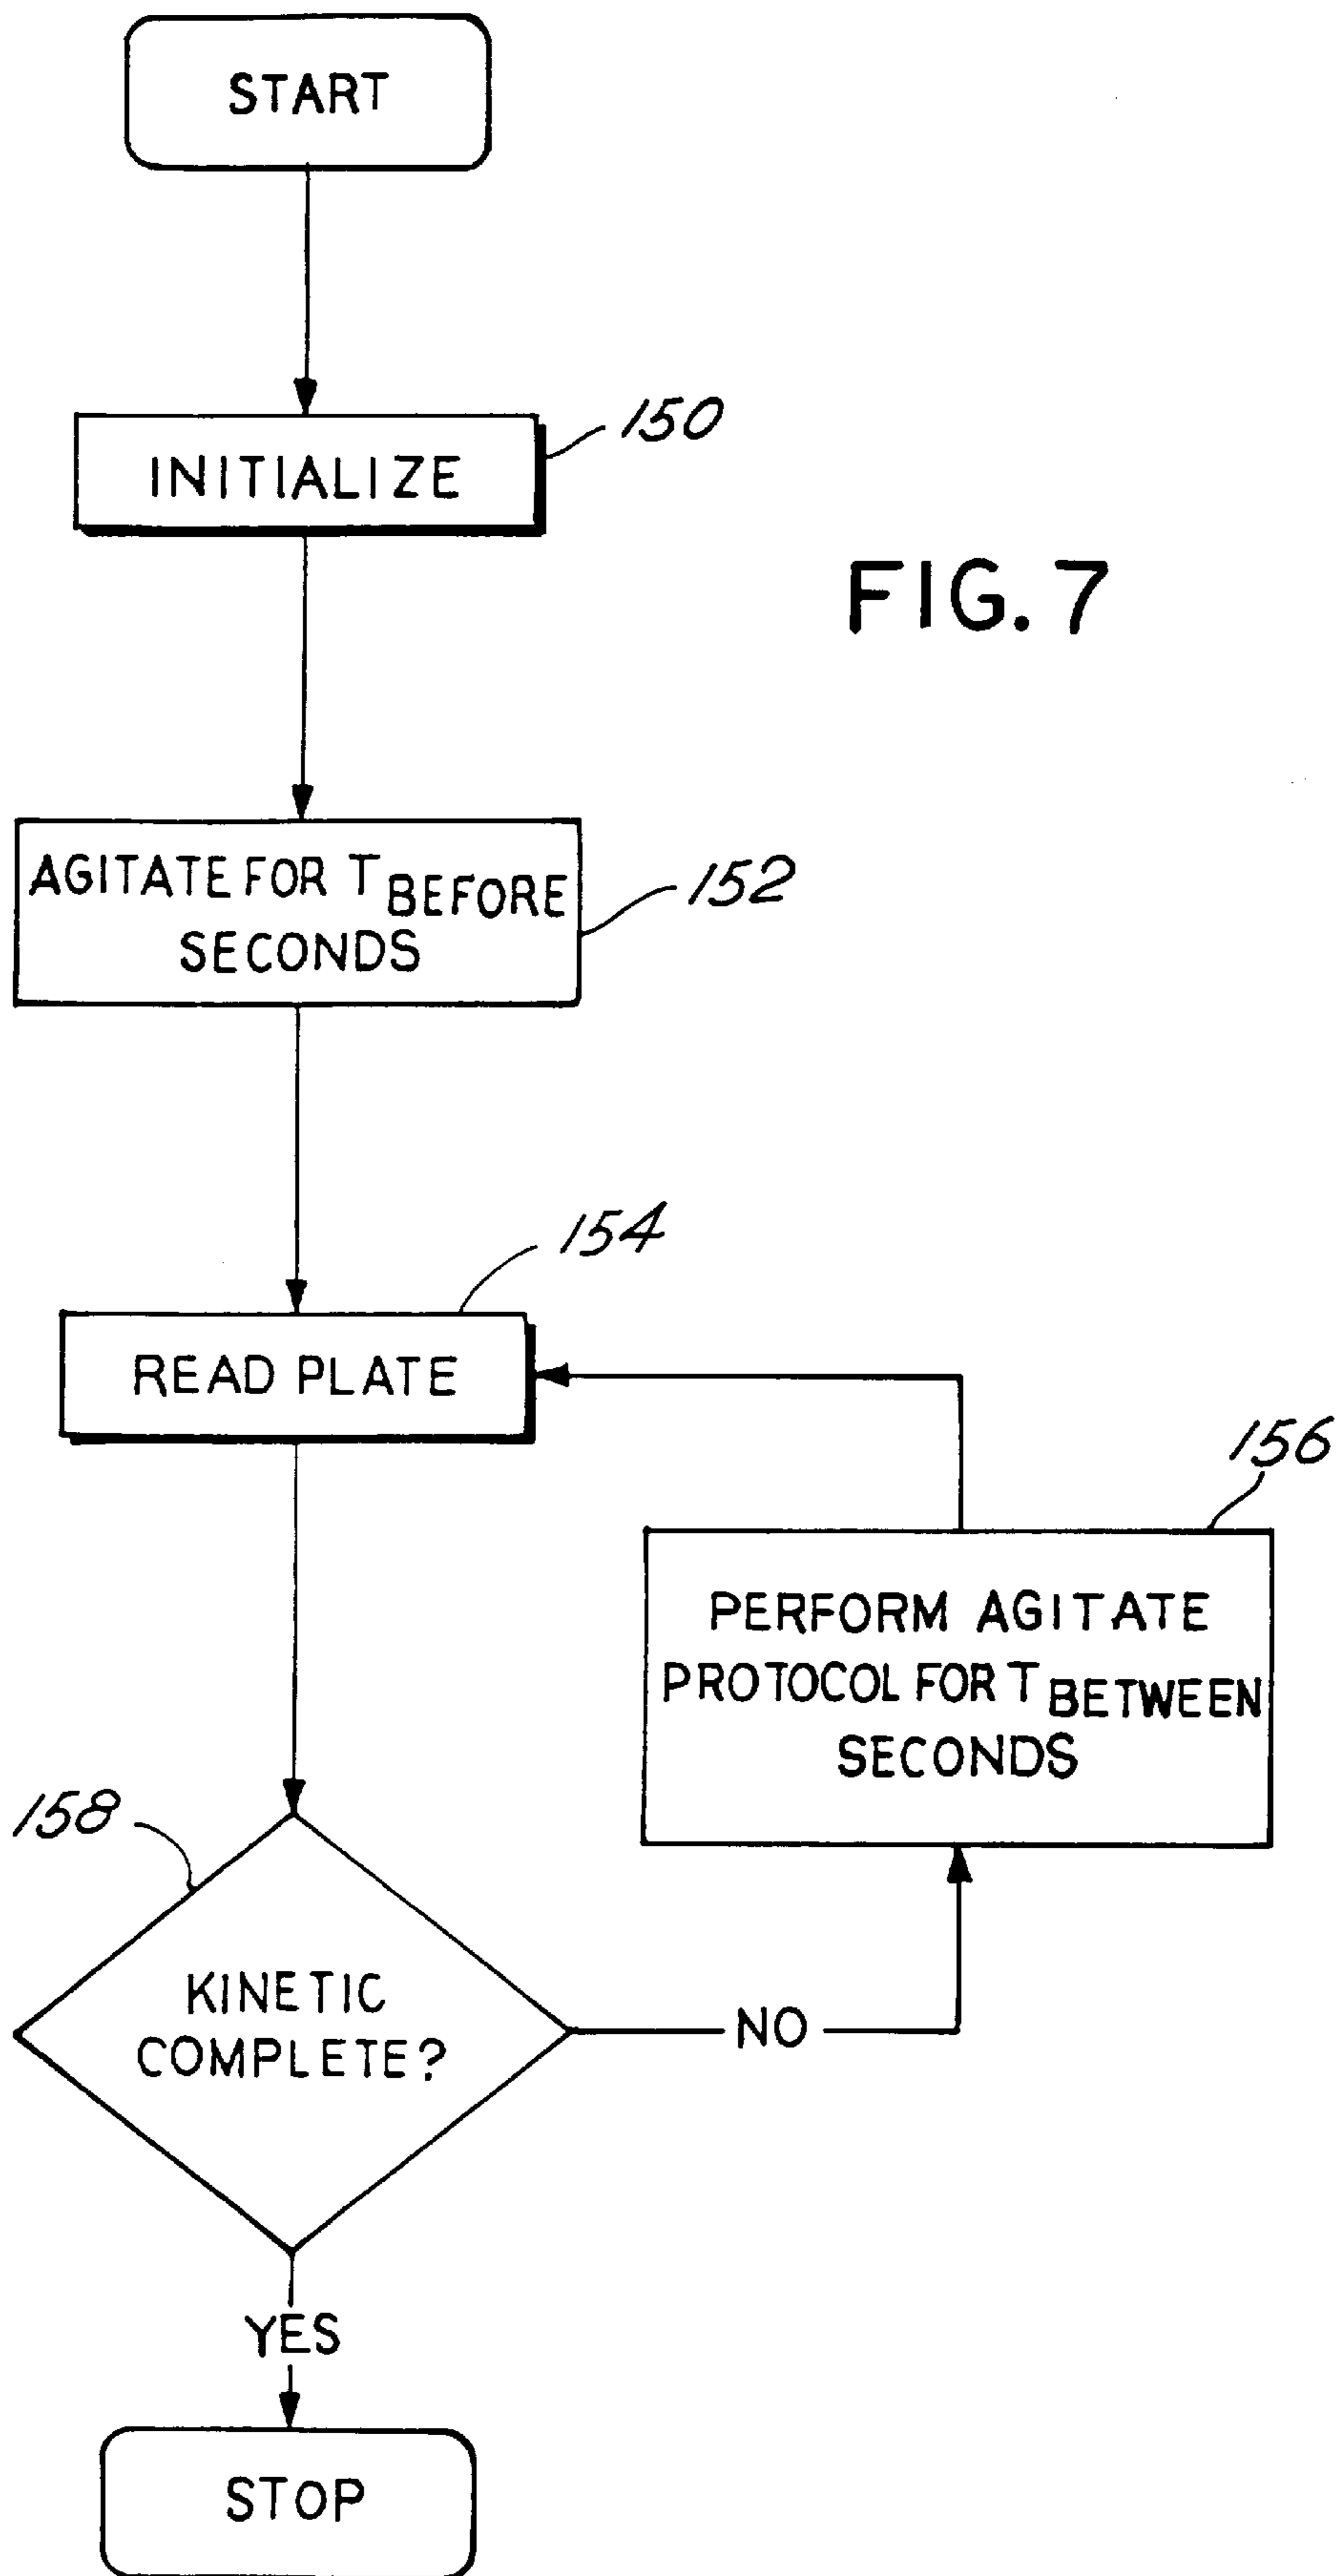 START
150
INITIALIZE
FIG. 7
AGITATE FOR T BEFORE
SECONDS
152
154
READ PLATE
156
PERFORM AGITATE
PROTOCOL FOR T BETWEEN
SECONDS
158
KINETIC
COMPLETE?
NO
YES
STOP